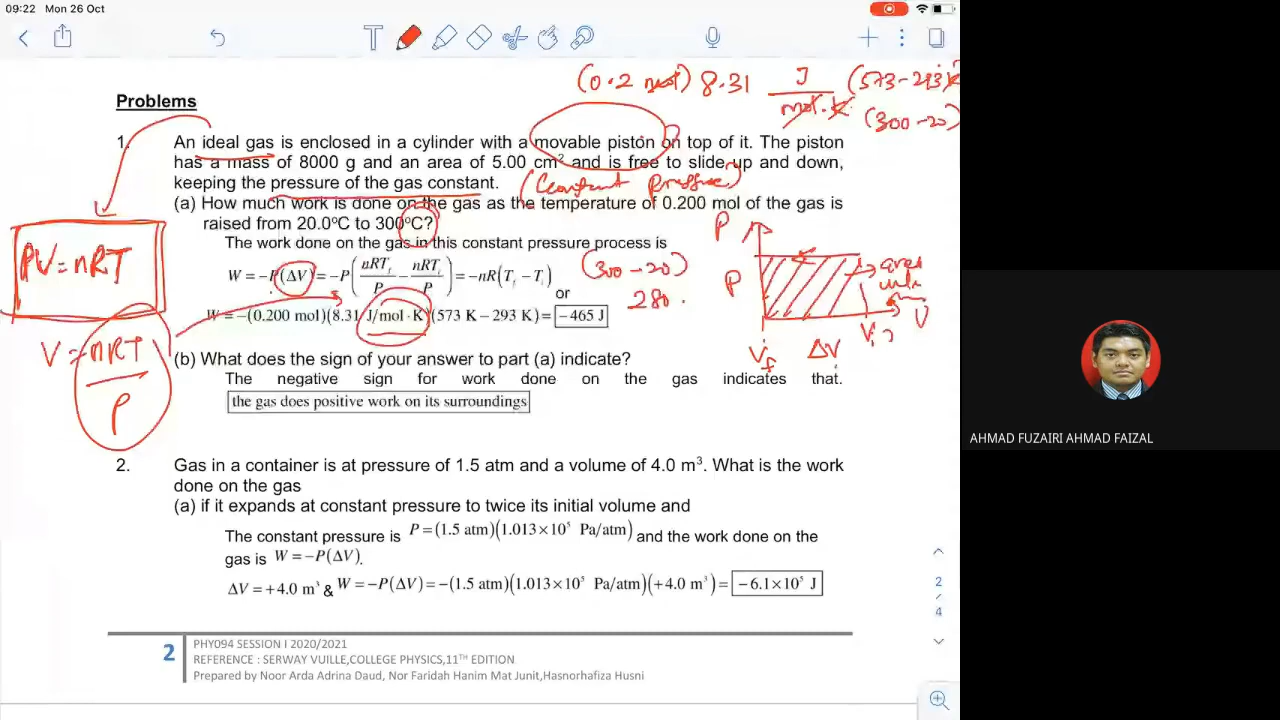 09:22 Mon 26 Oct
(0.2 mol) 8.31 J/mol·K (573-293)K
(300-20)
Problems
1. An ideal gas is enclosed in a cylinder with a movable piston on top of it. The piston
has a mass of 8000 g and an area of 5.00 cm² and is free to slide up and down,
keeping the pressure of the gas constant.
(Constant Pressure)
(a) How much work is done on the gas as the temperature of 0.200 mol of the gas is
raised from 20.0°C to 300°C?
The work done on the gas in this constant pressure process is
W = −P(ΔV) = −P(nRT_f/P − nRT_i/P) = −nR(T_f − T_i)
or
W = −(0.200 mol)(8.31 J/mol·K)(573 K − 293 K) = −465 J
(300-20)
280
PV = nRT
V = nRT/P
P
P
area
V
V_f
ΔV
V_i
(b) What does the sign of your answer to part (a) indicate?
The negative sign for work done on the gas indicates that.
the gas does positive work on its surroundings
AHMAD FUZAIRI AHMAD FAIZAL
2. Gas in a container is at pressure of 1.5 atm and a volume of 4.0 m³. What is the work
done on the gas
(a) if it expands at constant pressure to twice its initial volume and
The constant pressure is P = (1.5 atm)(1.013×10⁵ Pa/atm) and the work done on the
gas is W = −P(ΔV).
ΔV = +4.0 m³ & W = −P(ΔV) = −(1.5 atm)(1.013×10⁵ Pa/atm)(+4.0 m³) = −6.1×10⁵ J
2
4
2
PHY094 SESSION I 2020/2021
REFERENCE : SERWAY VUILLE,COLLEGE PHYSICS,11TH EDITION
Prepared by Noor Arda Adrina Daud, Nor Faridah Hanim Mat Junit,Hasnorhafiza Husni